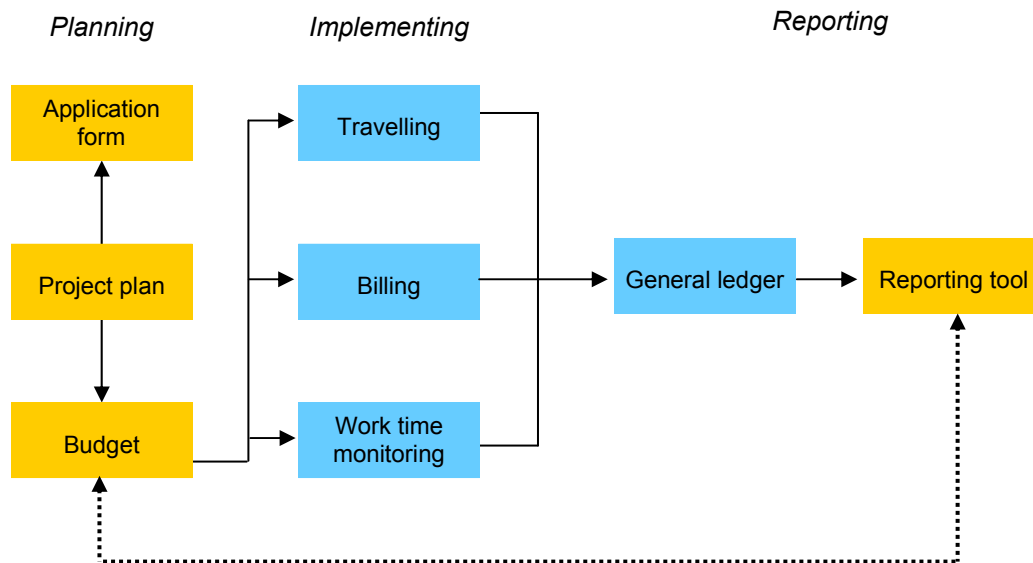 Planning
Implementing
Reporting
Application
form
Travelling
Project plan
Billing
General ledger
Reporting tool
Budget
Work time
monitoring